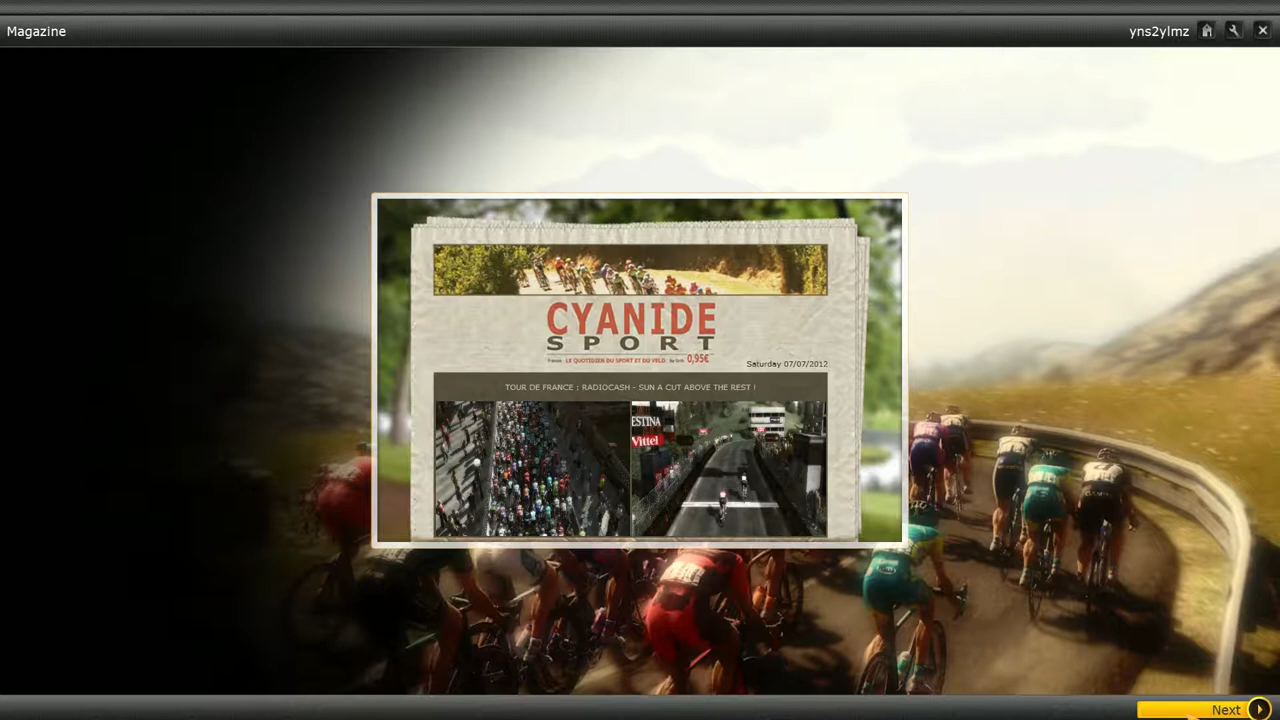 Magazine
yns2ylmz
CYANIDE
SPORT
LE QUOTIDIEN DU SPORT ET DU VELO
0,95€
Saturday 07/07/2012
TOUR DE FRANCE : RADIOCASH - SUN A CUT ABOVE THE REST !
ESTINA
Vittel
Next